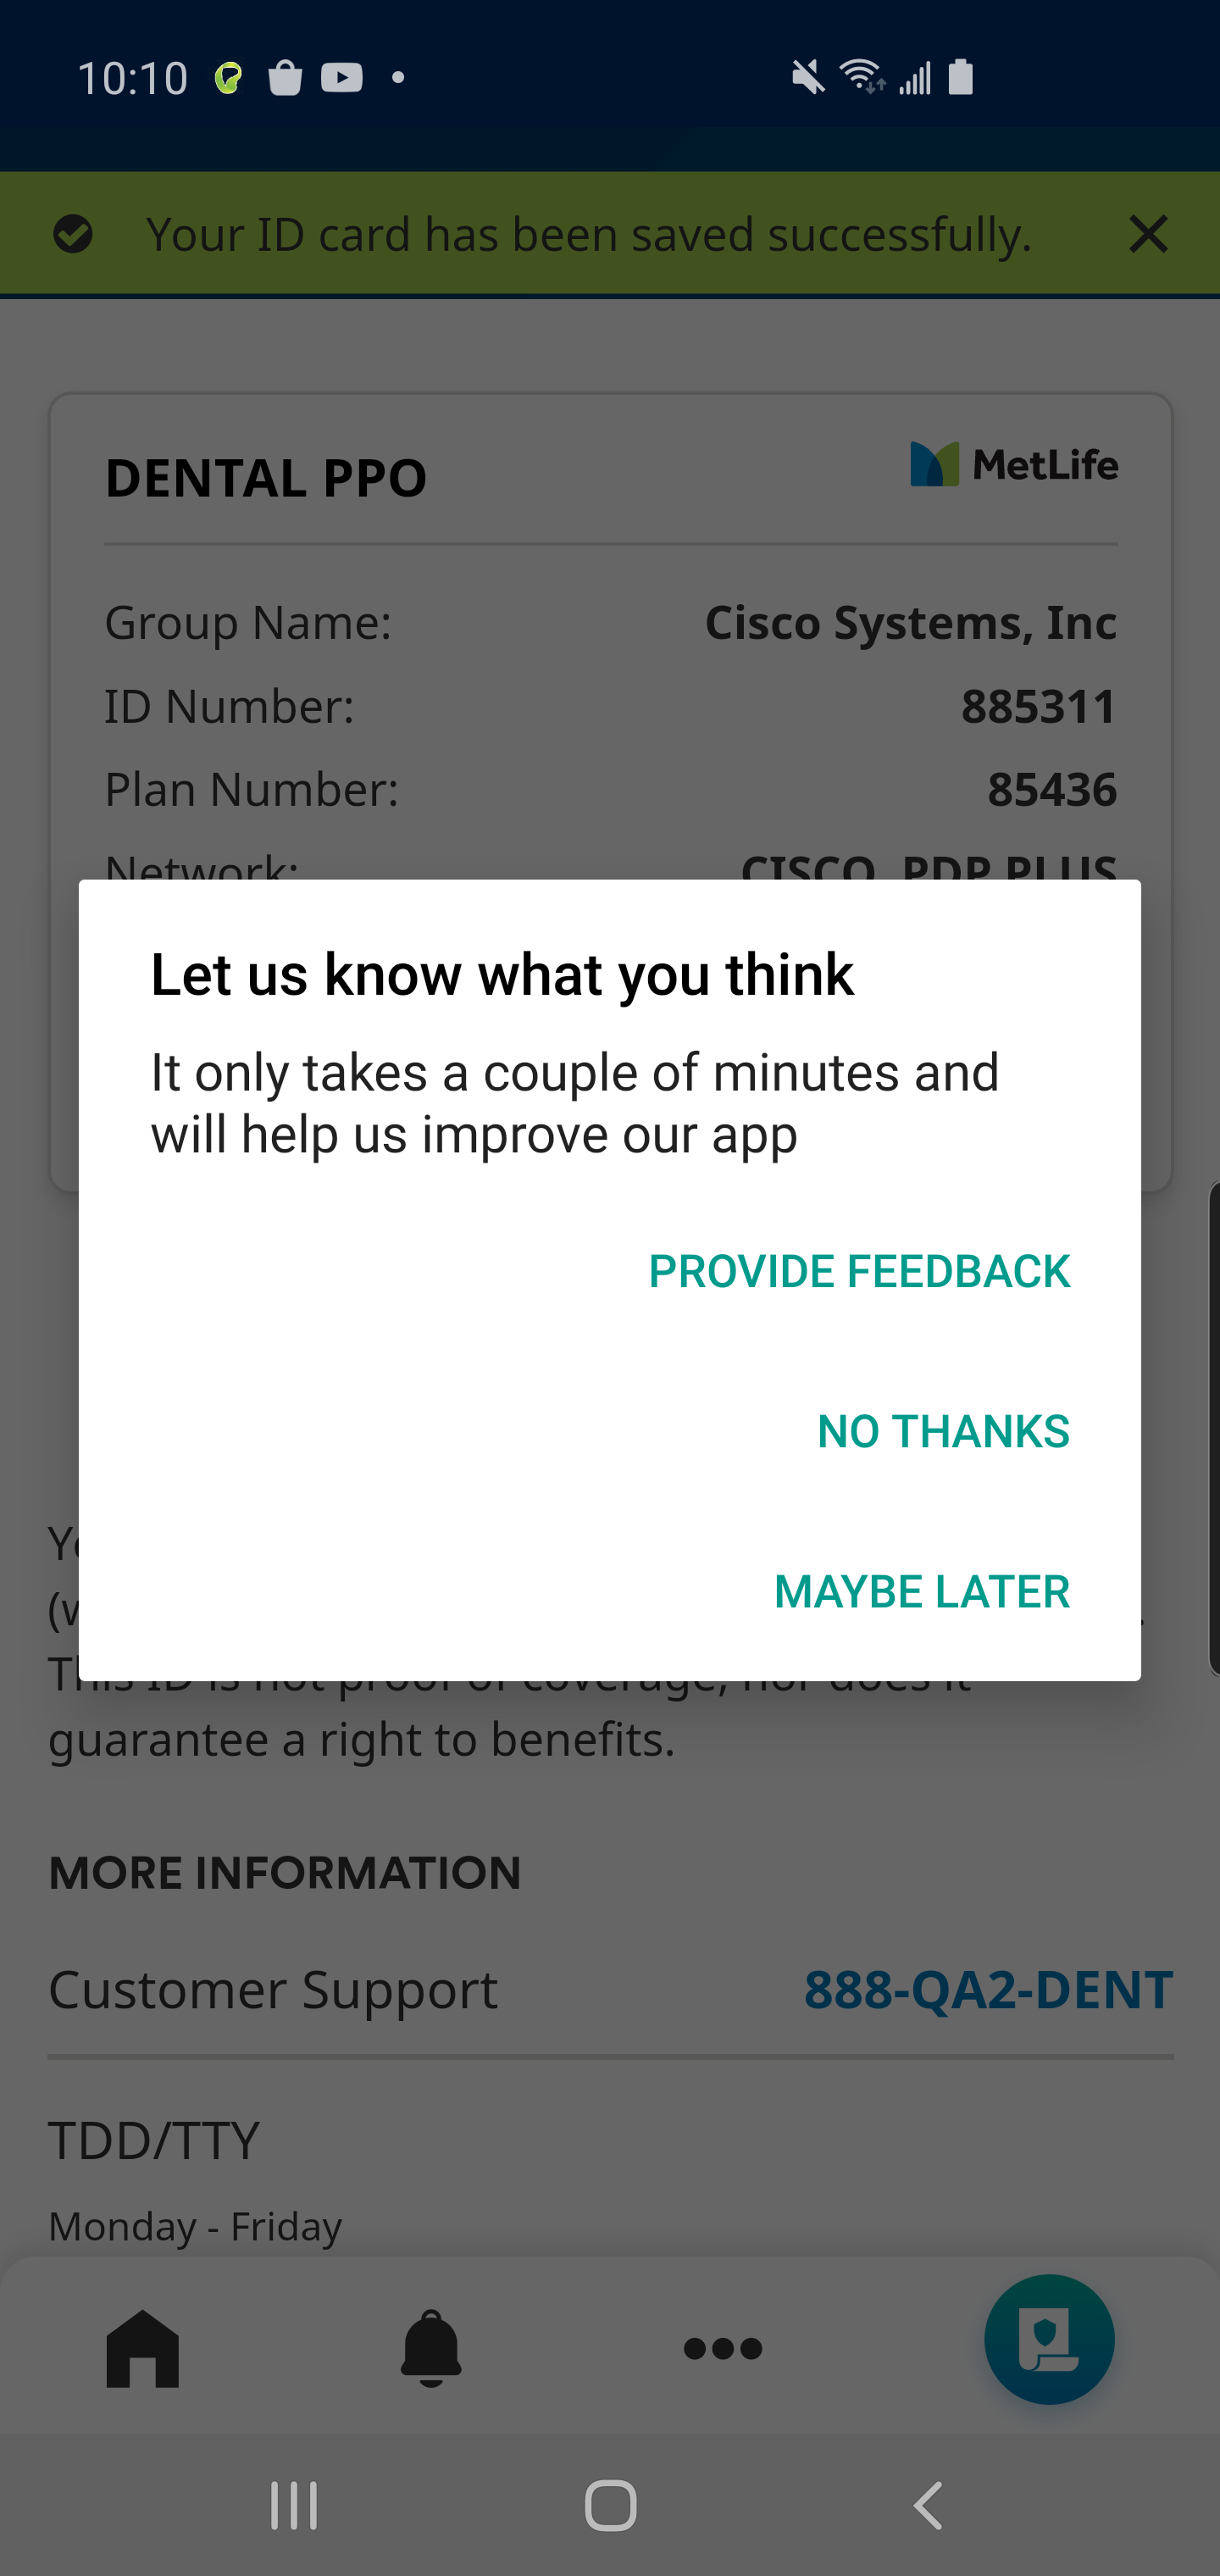 10:10
Your ID card has been saved successfully.
DENTAL PPO
MetLife
Group Name: Cisco Systems, Inc
ID Number: 885311
Plan Number: 85436
Network: CISCO, PDP PLUS
Let us know what you think
It only takes a couple of minutes and
will help us improve our app
PROVIDE FEEDBACK
NO THANKS
MAYBE LATER
This ID is not proof of coverage, nor does it
guarantee a right to benefits.
MORE INFORMATION
Customer Support 888-QA2-DENT
TDD/TTY
Monday - Friday